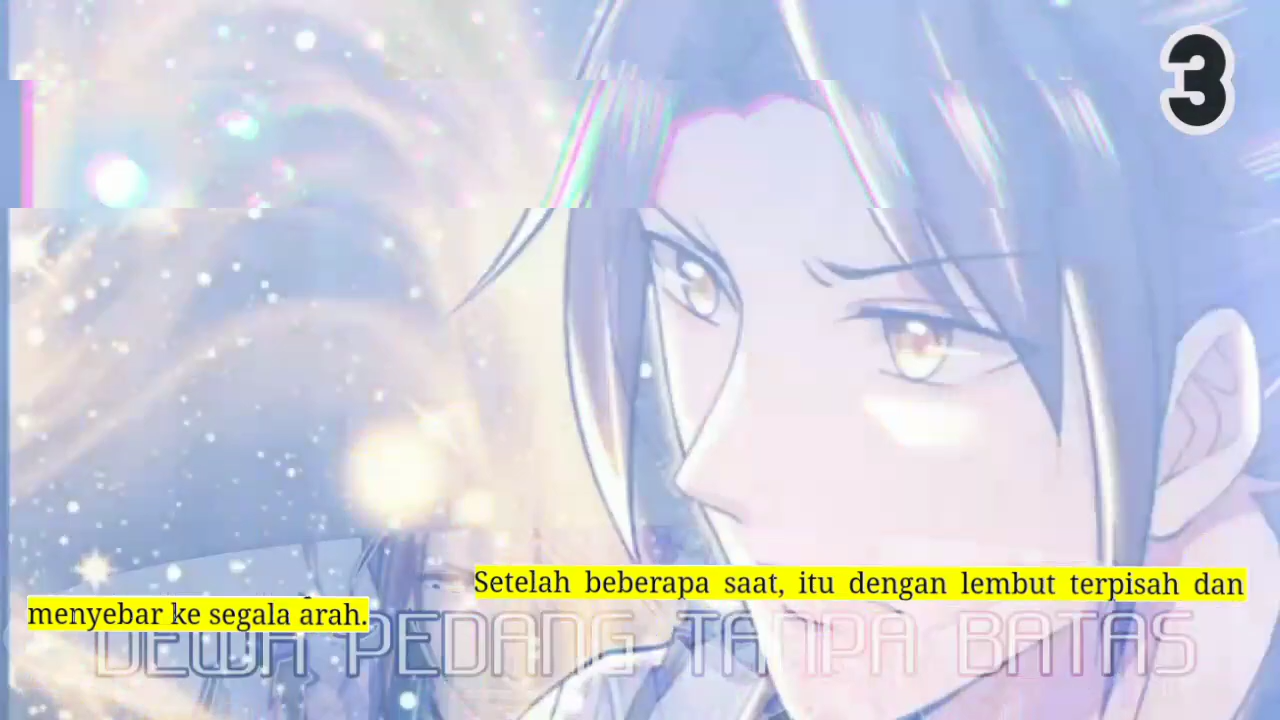 3
Setelah beberapa saat, itu dengan lembut terpisah dan
menyebar ke segala arah.
DEWA PEDANG TANPA BATAS